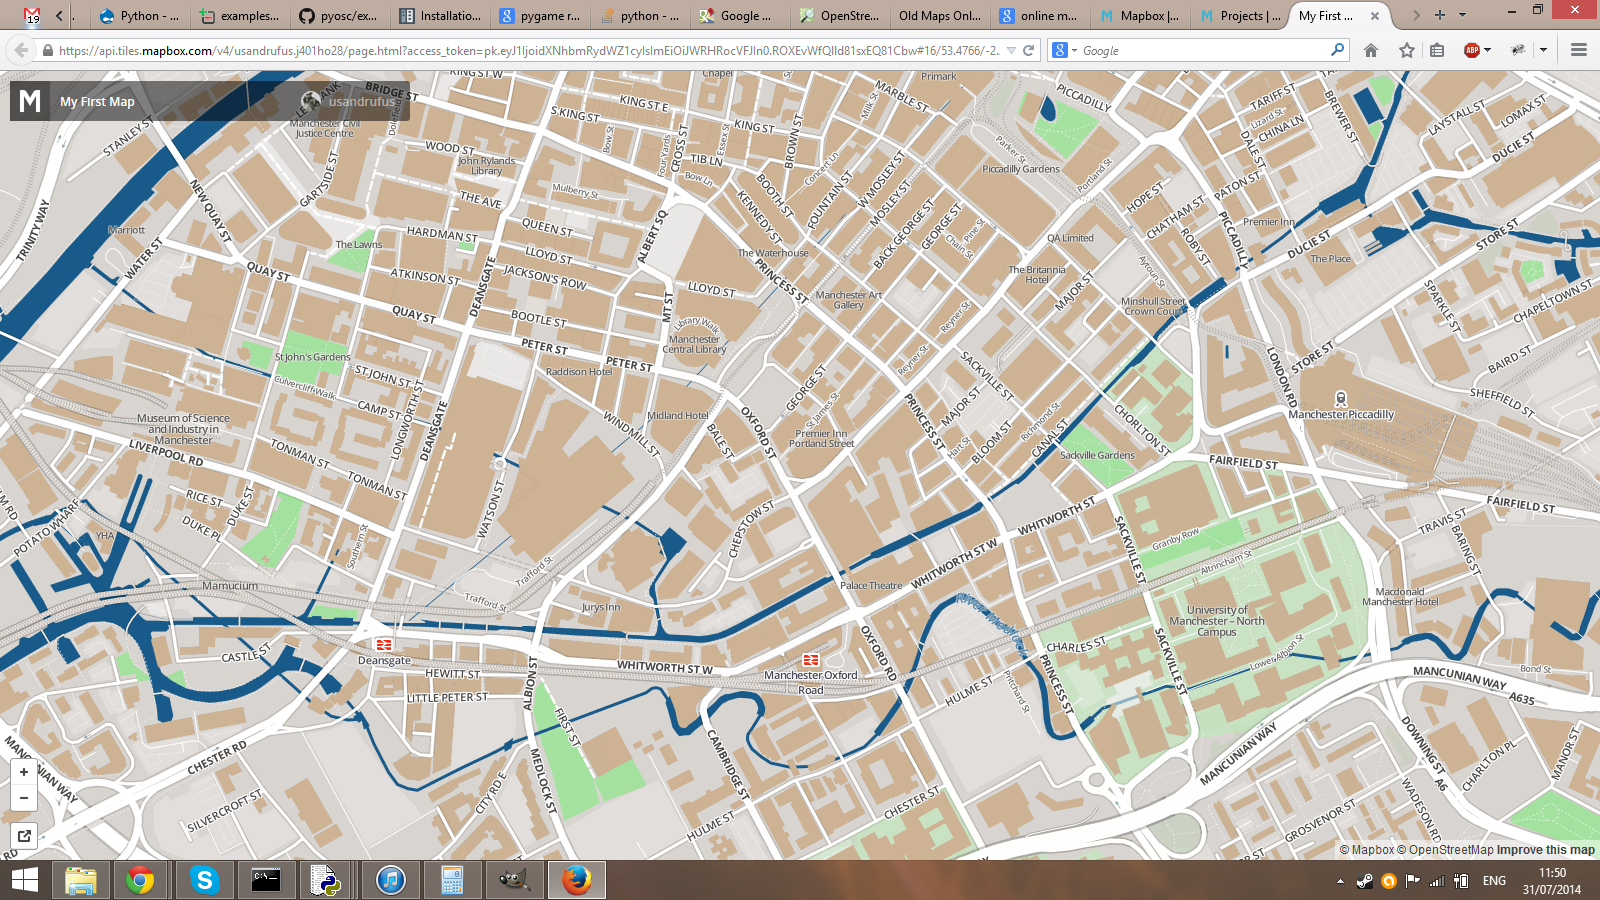 19
Python - ...
examples...
pyosc/ex...
Installatio...
pygame r...
python - ...
Google ...
OpenStre...
Old Maps Onl...
online m...
Mapbox |...
Projects | ...
My First ...
https://api.tiles.mapbox.com/v4/usandrufus.j401ho28/page.html?access_token=pk.eyJ1IjoidXNhbmRydWZ1cyIsImEiOiJWRHRocVFJIn0.ROXEvWfQIld81sxEQ81Cbw#16/53.4766/-2...
Google
ABP
My First Map
usandrufus
BRIDGE ST
KING ST W
Chapel
Primark
PICCADILLY
TARIFF ST
BREWER ST
LAYSTALL ST
LOMAX ST
STANLEY ST
Manchester Civil
Justice Centre
S KING ST
KING ST E
KING ST
BROWN ST
Milk St
MARBLE ST
Lizard St
CHINA LN
DALE ST
DUCIE ST
WOOD ST
John Rylands
Library
Bow St
Four Yards
CROSS ST
Essex St
TIB LN
Bow Ln
Concert Ln
Parker St
Piccadilly Gardens
Portland St
PATON ST
GARTSIDE ST
THE AVE
Mulberry St
BOOTH ST
KENNEDY ST
FOUNTAIN ST
W MOSLEY ST
MOSLEY ST
HOPE ST
CHATHAM ST
ROBY ST
PICCADILLY
Premier Inn
TRINITY WAY
NEW QUAY ST
Marriott
WATER ST
The Lawns
HARDMAN ST
QUEEN ST
LLOYD ST
ALBERT SQ
The Waterhouse
BACK GEORGE ST
GEORGE ST
Pine St
Chain St
QA Limited
Aytoun St
DUCIE ST
The Place
STORE ST
QUAY ST
ATKINSON ST
DEANSGATE
JACKSON'S ROW
LLOYD ST
PRINCESS ST
Manchester Art
Gallery
The Britannia
Hotel
MAJOR ST
Minshull Street
Crown Court
SPARKLE ST
CHAPELTOWN ST
QUAY ST
BOOTLE ST
MT ST
Library Walk
Manchester
Central Library
Reyner St
St John's Gardens
PETER ST
PETER ST
Raddison Hotel
Reyner St
SACKVILLE ST
LONDON RD
STORE ST
BAIRD ST
Culvercliff Walk
ST JOHN ST
GEORGE ST
SHEFFIELD ST
CAMP ST
LONGWORTH ST
DEANSGATE
Museum of Science
and Industry in
Manchester
WINDMILL ST
Midland Hotel
OXFORD ST
St James St
PRINCESS ST
MAJOR ST
Richmond St
CHORLTON ST
Manchester Piccadilly
LIVERPOOL RD
TONMAN ST
BALE ST
Premier Inn
Portland Street
Hart St
BLOOM ST
CANAL ST
Sackville Gardens
FAIRFIELD ST
TONMAN ST
RICE ST
DUKE ST
DUKE PL
WATSON ST
CHEPSTOW ST
WHITWORTH ST
SACKVILLE ST
Granby Row
FAIRFIELD ST
TRAVIS ST
BARING ST
POTATO WHARF
YHA
Southern St
Altrincham St
Mamucium
Trafford St
Trafford St
Jurys Inn
Palace Theatre
WHITWORTH ST W
Macdonald
Manchester Hotel
University of
Manchester – North
Campus
OXFORD RD
CHARLES ST
SACKVILLE ST
Lower Albion St
CASTLE ST
Deansgate
HEWITT ST
LITTLE PETER ST
ALBION ST
WHITWORTH ST W
Manchester Oxford
Road
HULME ST
Pritchard St
PRINCESS ST
Bond St
MANCUNIAN WAY
A635
CHESTER RD
FIRST ST
MEDLOCK ST
CAMBRIDGE ST
MANCUNIAN WAY
DOWNING ST
A6
CHARLTON PL
MANOR ST
SILVERCROFT ST
CITY RD E
HULME ST
CHESTER ST
GROSVENOR ST
WADESON RD
+
−
© Mapbox © OpenStreetMap Improve this map
C:\_
ENG
11:50
31/07/2014